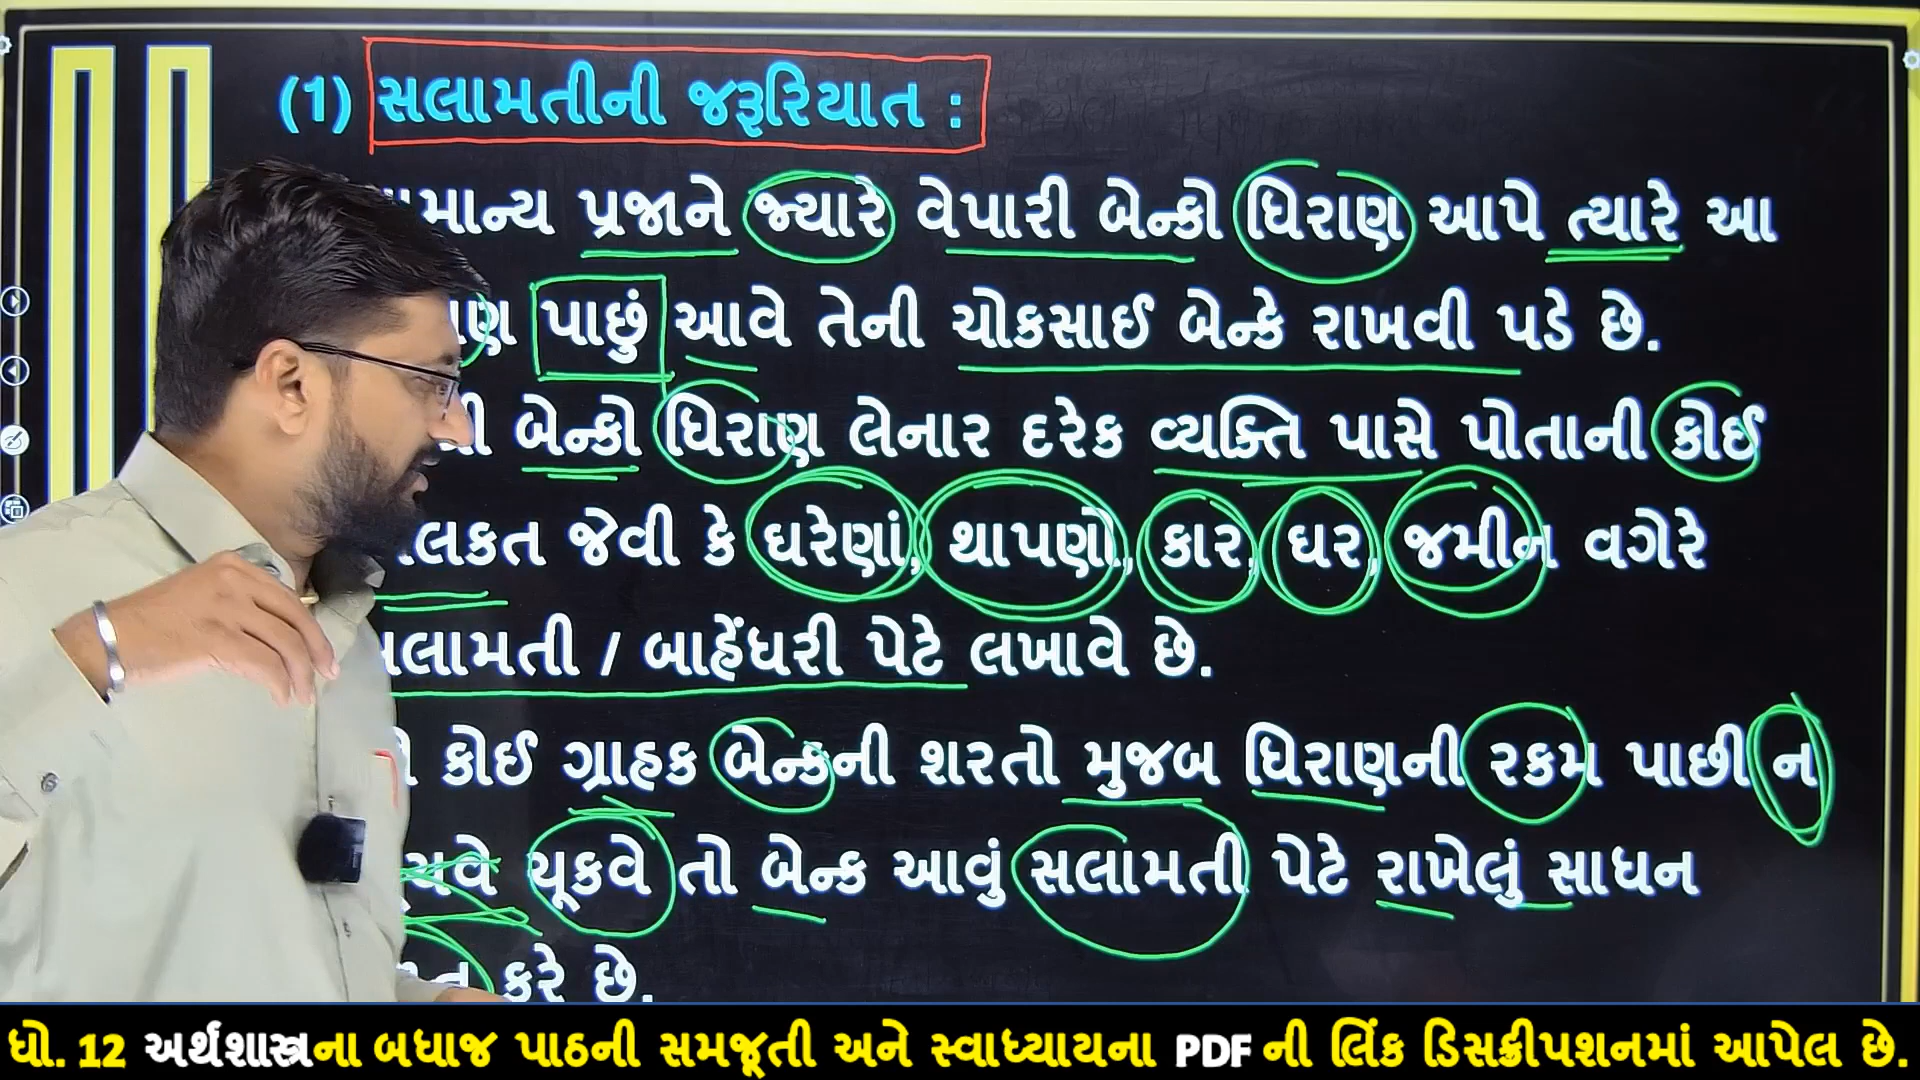 (1) સલામતીની જરૂરિયાત :
પ્રજાને જ્યારે વેપારી બેન્કો ધિરાણ આપે ત્યારે આ
પાછું આવે તેની ચોકસાઈ બેન્કે રાખવી પડે છે.
બેન્કો ધિરાણ લેનાર દરેક વ્યક્તિ પાસે પોતાની કોઈ
જેવી કે ઘરેણાં, થાપણો, કાર, ઘર, જમીન વગેરે
સલામતી / બાહેંધરી પેટે લખાવે છે.
કોઈ ગ્રાહક બેન્કની શરતો મુજબ ધિરાણની રકમ પાછી ન
ચૂકવે તો બેન્ક આવું સલામતી પેટે રાખેલું સાધન
કરે છે.
ધો. 12 અર્થશાસ્ત્રના બધાજ પાઠની સમજૂતી અને સ્વાધ્યાયના PDF ની લિંક ડિસક્રીપશનમાં આપેલ છે.